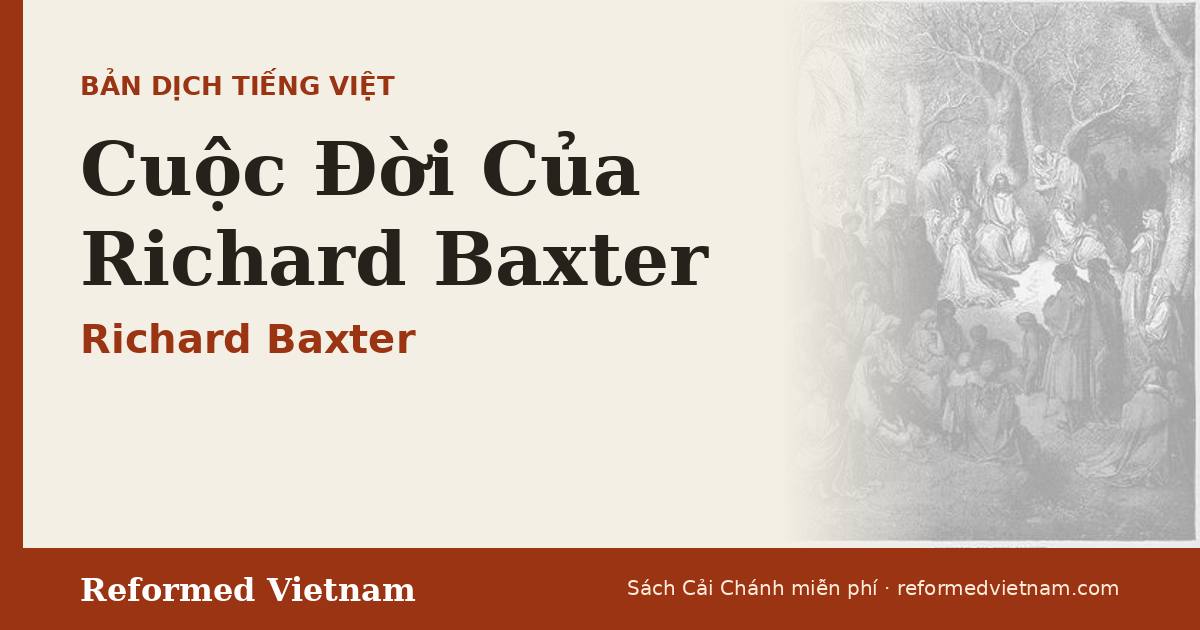 BẢN DỊCH TIẾNG VIỆT
Cuộc Đời Của
Richard Baxter
Richard Baxter
Reformed Vietnam
Sách Cải Chánh miễn phí · reformedvietnam.com